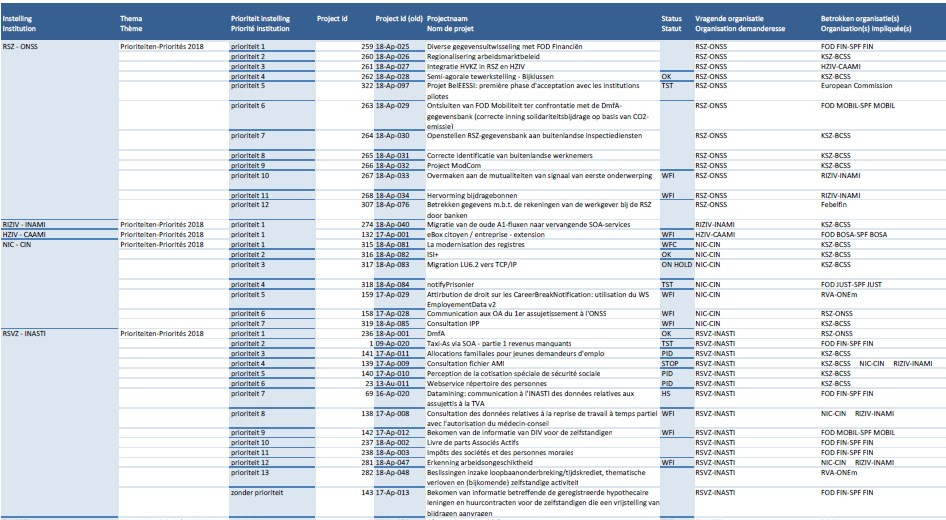 Instelling Thema Prioriteit instelling Project id Project id (old) Projectnaam Status Vragende organisatie Betrokken organisatie(s)
Institution Thème Priorité institution Nom de projet Statut Organisation demanderesse Organisation(s) impliquée(s)
RSZ - ONSS Prioriteiten-Priorités 2018 prioriteit 1 259 18-Ap-025 Diverse gegevensuitwisseling met FOD Financiën RSZ-ONSS FOD FIN-SPF FIN
prioriteit 2 260 18-Ap-026 Regionalisering arbeidsmarktbeleid RSZ-ONSS KSZ-BCSS
prioriteit 3 261 18-Ap-027 Integratie HVKZ in RSZ en HZIV RSZ-ONSS HZIV-CAAMI
prioriteit 4 262 18-Ap-028 Semi-agorale tewerkstelling - Bijklussen OK RSZ-ONSS KSZ-BCSS
prioriteit 5 322 18-Ap-097 Projet BelEESSI: première phase d'acceptation avec les institutions TST RSZ-ONSS European Commission
pilotes
prioriteit 6 263 18-Ap-029 Ontsluiten van FOD Mobiliteit ter confrontatie met de DmfA- RSZ-ONSS FOD MOBIL-SPF MOBIL
gegevensbank (correcte inning solidariteitsbijdrage op basis van CO2-
emissie)
prioriteit 7 264 18-Ap-030 Openstellen RSZ-gegevensbank aan buitenlandse inspectiediensten RSZ-ONSS KSZ-BCSS
prioriteit 8 265 18-Ap-031 Correcte identificatie van buitenlandse werknemers RSZ-ONSS KSZ-BCSS
prioriteit 9 266 18-Ap-032 Project ModCom RSZ-ONSS KSZ-BCSS
prioriteit 10 267 18-Ap-033 Overmaken aan de mutualiteiten van signaal van eerste onderwerping WFI RSZ-ONSS RIZIV-INAMI
prioriteit 11 268 18-Ap-034 Hervorming bijdragebonnen WFI RSZ-ONSS RIZIV-INAMI
prioriteit 12 307 18-Ap-076 Betrekken gegevens m.b.t. de rekeningen van de werkgever bij de RSZ RSZ-ONSS Febelfin
door banken
RIZIV - INAMI Prioriteiten-Priorités 2018 prioriteit 1 274 18-Ap-040 Migratie van de oude A1-fluxen naar vervangende SOA-services RIZIV-INAMI KSZ-BCSS
HZIV - CAAMI Prioriteiten-Priorités 2018 prioriteit 1 132 17-Ap-001 eBox citoyen / entreprise - extension WFI HZIV-CAAMI FOD BOSA-SPF BOSA
NIC - CIN Prioriteiten-Priorités 2018 prioriteit 1 315 18-Ap-081 La modernisation des registres WFC NIC-CIN KSZ-BCSS
prioriteit 2 316 18-Ap-082 ISI+ OK NIC-CIN KSZ-BCSS
prioriteit 3 317 18-Ap-083 Migration LU6.2 vers TCP/IP ON HOLD NIC-CIN KSZ-BCSS
prioriteit 4 318 18-Ap-084 notifyPrisonier TST NIC-CIN FOD JUST-SPF JUST
prioriteit 5 159 17-Ap-029 Attirbution de droit sur les CareerBreakNotification: utilisation du WS WFI NIC-CIN RVA-ONEm
EmployementData v2
prioriteit 6 158 17-Ap-028 Communication aux OA du 1er assujetissement à l'ONSS WFI NIC-CIN RSZ-ONSS
prioriteit 7 319 18-Ap-085 Consultation IPP WFI NIC-CIN KSZ-BCSS
RSVZ - INASTI Prioriteiten-Priorités 2018 prioriteit 1 236 18-Ap-001 DmfA OK RSVZ-INASTI RSZ-ONSS
prioriteit 2 1 09-Ap-020 Taxi-As via SOA - partie 1 revenus manquants TST RSVZ-INASTI FOD FIN-SPF FIN
prioriteit 3 141 17-Ap-011 Allocations familiales pour jeunes demandeurs d'emplo PID RSVZ-INASTI KSZ-BCSS
prioriteit 4 139 17-Ap-009 Consultation fichier AMI STOP RSVZ-INASTI KSZ-BCSS NIC-CIN RIZIV-INAMI
prioriteit 5 140 17-Ap-010 Perception de la cotisation spéciale de sécurité social PID RSVZ-INASTI KSZ-BCSS
prioriteit 6 23 13-Ap-011 Webservice répertoire des personnes PID RSVZ-INASTI KSZ-BCSS
prioriteit 7 69 16-Ap-020 Datamining: communication à l'INASTI des données relatives aux HS RSVZ-INASTI FOD FIN-SPF FIN
assujettis à la TVA
prioriteit 8 138 17-Ap-008 Consultation des données relatives à la reprise de travail à temps partiel WFI RSVZ-INASTI NIC-CIN RIZIV-INAMI
avec l'autorisation du médecin-conseil
prioriteit 9 142 17-Ap-012 Bekomen van de informatie van DIV voor de zelfstandigen WFI RSVZ-INASTI FOD MOBIL-SPF MOBIL
prioriteit 10 237 18-Ap-002 Livre de parts Associés Actifs RSVZ-INASTI FOD FIN-SPF FIN
prioriteit 11 238 18-Ap-003 Impôts des sociétés et des personnes morales RSVZ-INASTI FOD FIN-SPF FIN
prioriteit 12 281 18-Ap-047 Erkenning arbeidsongeschiktheid WFI RSVZ-INASTI NIC-CIN RIZIV-INAMI
prioriteit 13 282 18-Ap-048 Beslissingen inzake loopbaanonderbreking/tijdskrediet, thematische RSVZ-INASTI RVA-ONEm
verloven en (bijkomende) zelfstandige activiteit
zonder prioriteit 143 17-Ap-013 Bekomen van informatie betreffende de geregistreerde hypothecaire RSVZ-INASTI FOD FIN-SPF FIN
leningen en huurcontracten voor de zelfstandigen die een vrijstelling van
bijdragen aanvragen